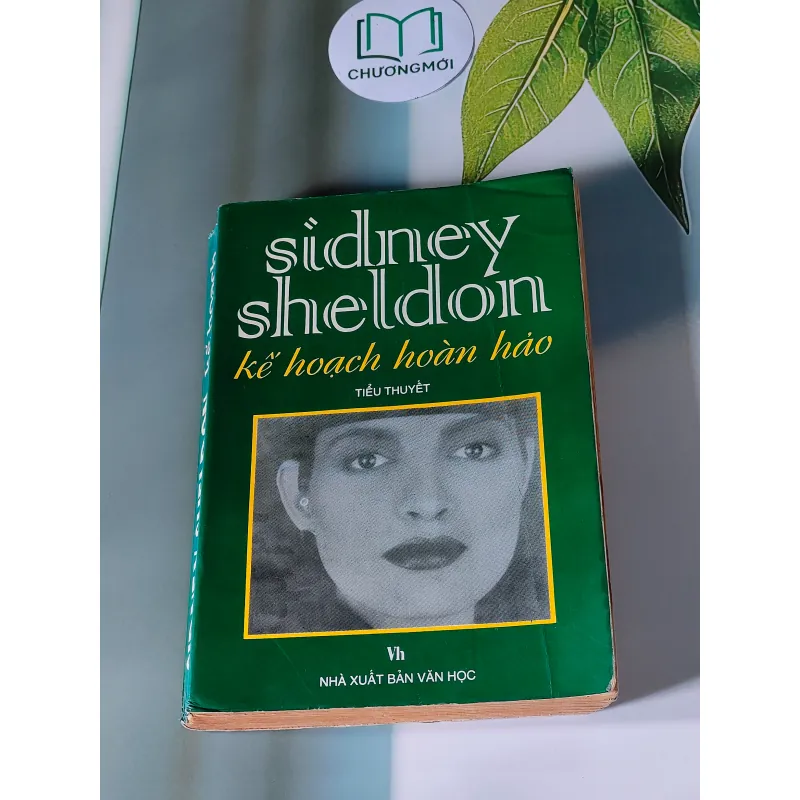 CHƯƠNGMỚI
sidney
sheldon
kế hoạch hoàn hảo
TIỂU THUYẾT
Vh
NHÀ XUẤT BẢN VĂN HỌC